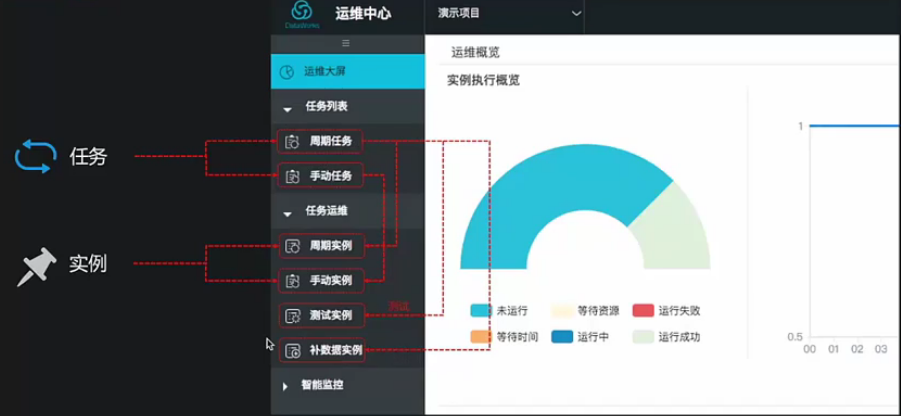 DataWorks
运维中心
演示项目
运维大屏
运维概览
任务列表
实例执行概览
任务
周期任务
手动任务
任务运维
实例
周期实例
手动实例
测试实例
测试
补数据实例
智能监控
未运行
等待资源
运行失败
等待时间
运行中
运行成功
1
0.5
00 01 02 03